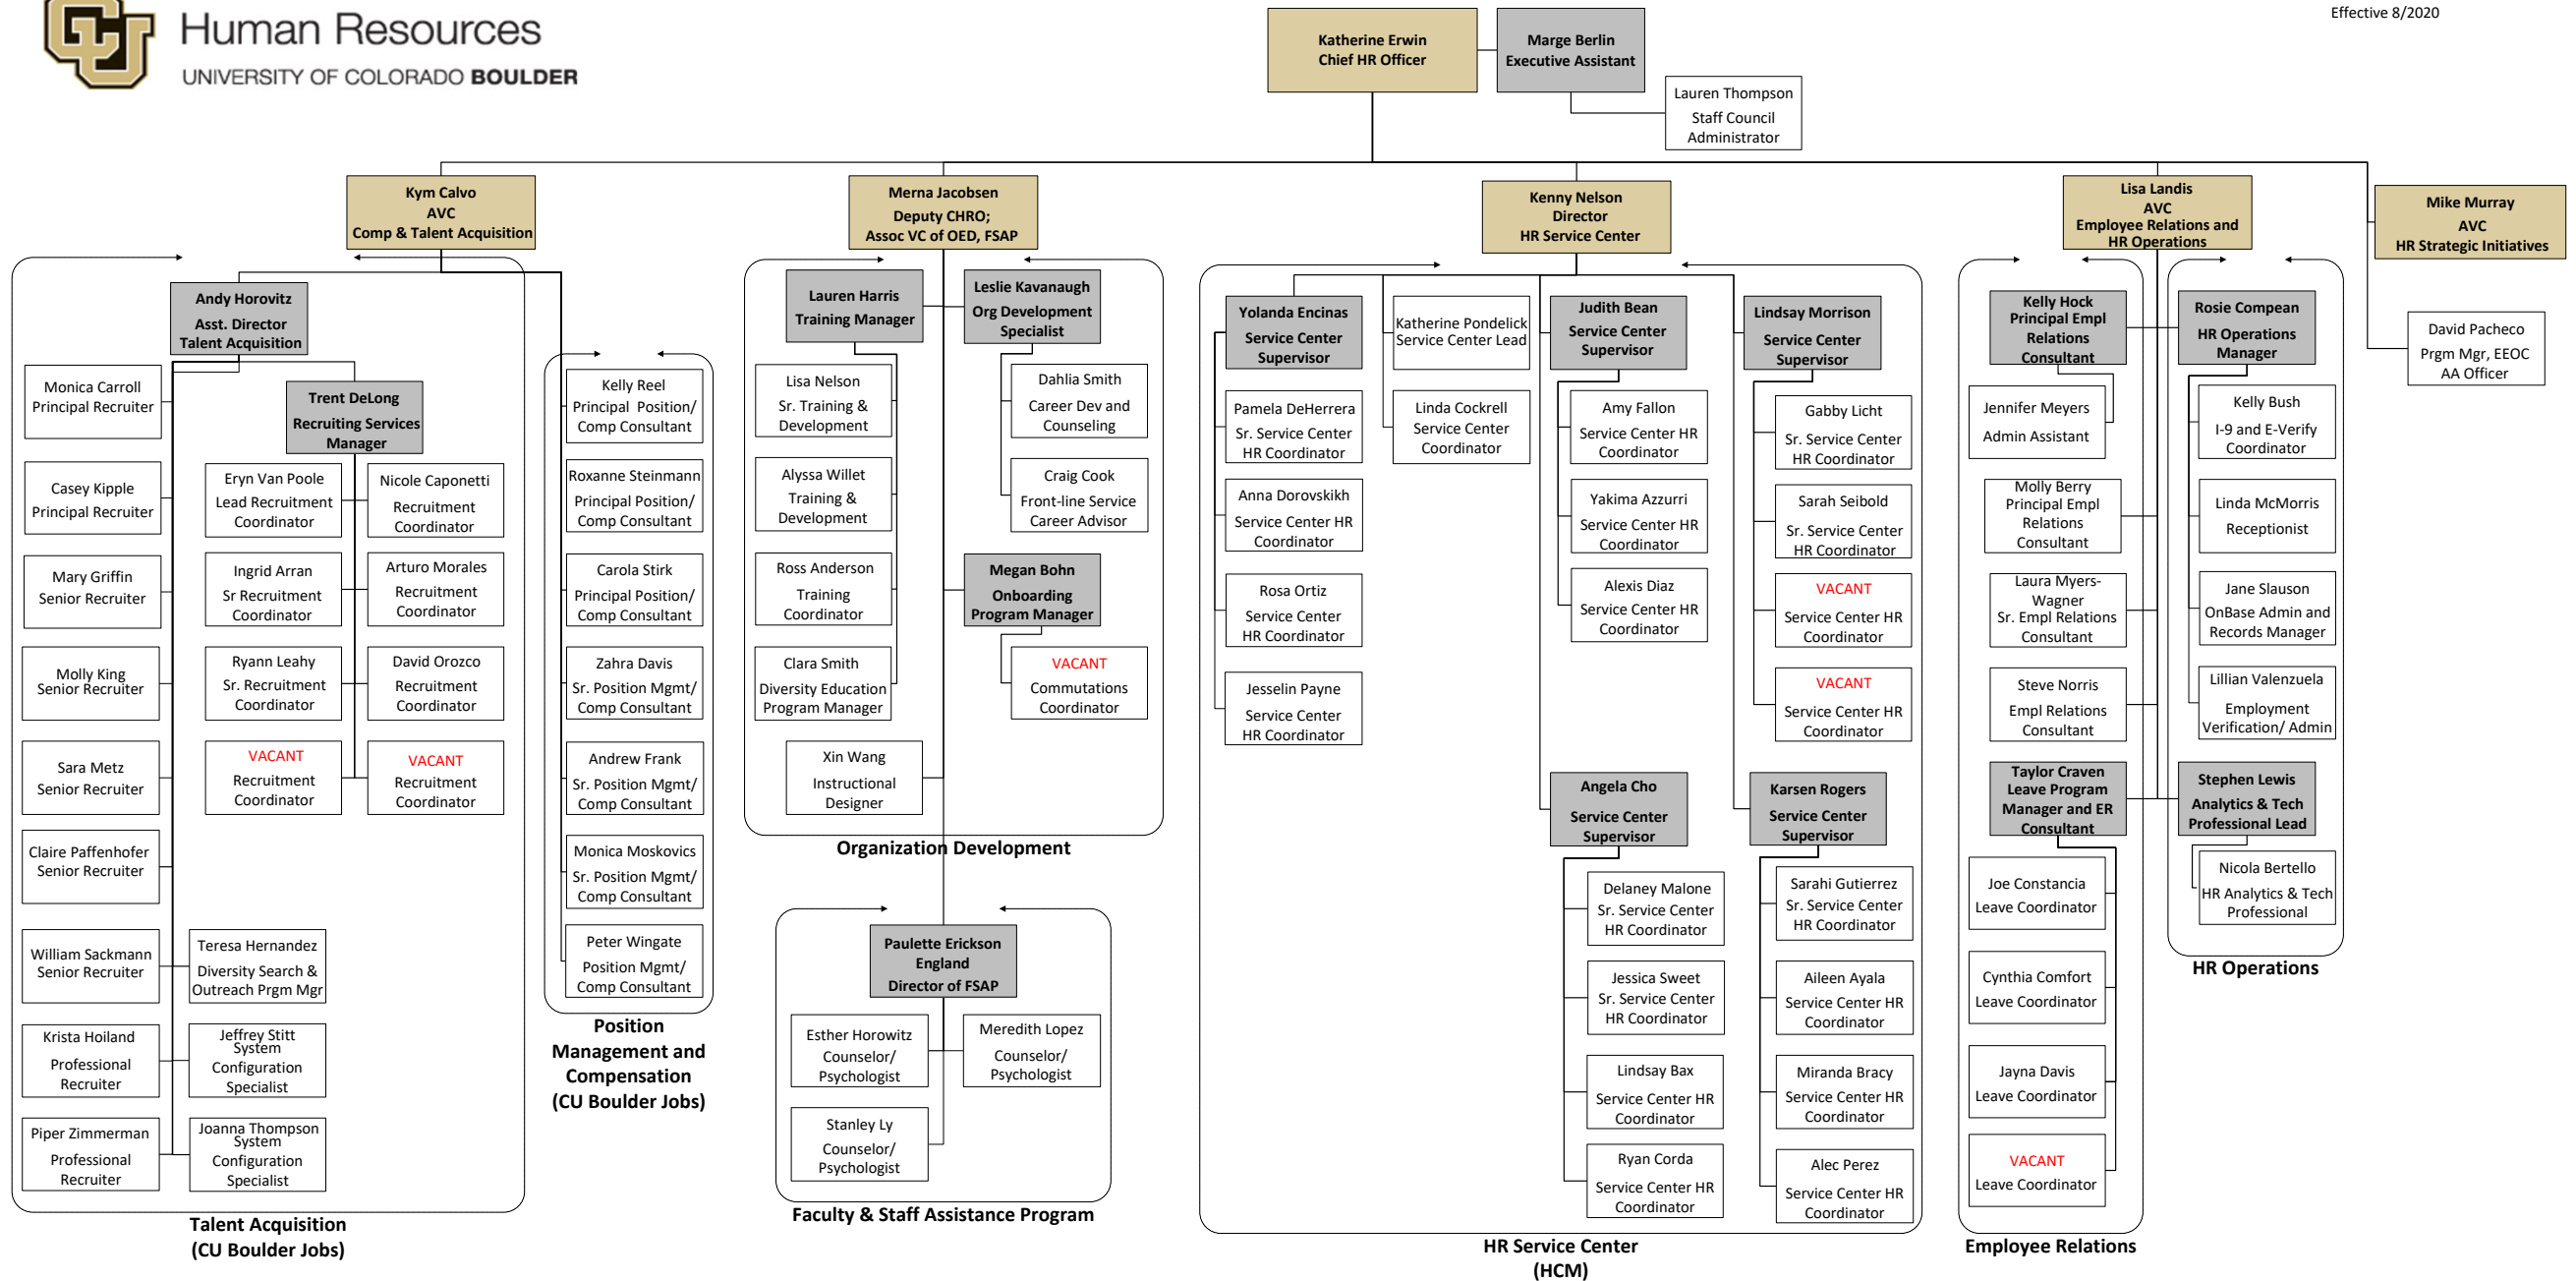 CU
Human Resources
UNIVERSITY OF COLORADO BOULDER
Effective 8/2020
Katherine Erwin
Chief HR Officer
Marge Berlin
Executive Assistant
Lauren Thompson
Staff Council
Administrator
Kym Calvo
AVC
Comp & Talent Acquisition
Merna Jacobsen
Deputy CHRO;
Assoc VC of OED, FSAP
Kenny Nelson
Director
HR Service Center
Lisa Landis
AVC
Employee Relations and
HR Operations
Mike Murray
AVC
HR Strategic Initiatives
David Pacheco
Prgm Mgr, EEOC
AA Officer
Andy Horovitz
Asst. Director
Talent Acquisition
Monica Carroll
Principal Recruiter
Casey Kipple
Principal Recruiter
Mary Griffin
Senior Recruiter
Molly King
Senior Recruiter
Sara Metz
Senior Recruiter
Claire Paffenhofer
Senior Recruiter
William Sackmann
Senior Recruiter
Krista Hoiland
Professional
Recruiter
Piper Zimmerman
Professional
Recruiter
Trent DeLong
Recruiting Services
Manager
Eryn Van Poole
Lead Recruitment
Coordinator
Nicole Caponetti
Recruitment
Coordinator
Ingrid Arran
Sr Recruitment
Coordinator
Arturo Morales
Recruitment
Coordinator
Ryann Leahy
Sr. Recruitment
Coordinator
David Orozco
Recruitment
Coordinator
VACANT
Recruitment
Coordinator
VACANT
Recruitment
Coordinator
Teresa Hernandez
Diversity Search &
Outreach Prgm Mgr
Jeffrey Stitt
System
Configuration
Specialist
Joanna Thompson
System
Configuration
Specialist
Talent Acquisition
(CU Boulder Jobs)
Kelly Reel
Principal Position/
Comp Consultant
Roxanne Steinmann
Principal Position/
Comp Consultant
Carola Stirk
Principal Position/
Comp Consultant
Zahra Davis
Sr. Position Mgmt/
Comp Consultant
Andrew Frank
Sr. Position Mgmt/
Comp Consultant
Monica Moskovics
Sr. Position Mgmt/
Comp Consultant
Peter Wingate
Position Mgmt/
Comp Consultant
Position
Management and
Compensation
(CU Boulder Jobs)
Lauren Harris
Training Manager
Lisa Nelson
Sr. Training &
Development
Alyssa Willet
Training &
Development
Ross Anderson
Training
Coordinator
Clara Smith
Diversity Education
Program Manager
Xin Wang
Instructional
Designer
Leslie Kavanaugh
Org Development
Specialist
Dahlia Smith
Career Dev and
Counseling
Craig Cook
Front-line Service
Career Advisor
Megan Bohn
Onboarding
Program Manager
VACANT
Commutations
Coordinator
Organization Development
Paulette Erickson
England
Director of FSAP
Esther Horowitz
Counselor/
Psychologist
Meredith Lopez
Counselor/
Psychologist
Stanley Ly
Counselor/
Psychologist
Faculty & Staff Assistance Program
Yolanda Encinas
Service Center
Supervisor
Pamela DeHerrera
Sr. Service Center
HR Coordinator
Anna Dorovskikh
Service Center HR
Coordinator
Rosa Ortiz
Service Center
HR Coordinator
Jesselin Payne
Service Center
HR Coordinator
Katherine Pondelick
Service Center Lead
Linda Cockrell
Service Center
Coordinator
Judith Bean
Service Center
Supervisor
Amy Fallon
Service Center HR
Coordinator
Yakima Azzurri
Service Center HR
Coordinator
Alexis Diaz
Service Center HR
Coordinator
Lindsay Morrison
Service Center
Supervisor
Gabby Licht
Sr. Service Center
HR Coordinator
Sarah Seibold
Sr. Service Center
HR Coordinator
VACANT
Service Center HR
Coordinator
VACANT
Service Center HR
Coordinator
Angela Cho
Service Center
Supervisor
Delaney Malone
Sr. Service Center
HR Coordinator
Jessica Sweet
Sr. Service Center
HR Coordinator
Lindsay Bax
Service Center HR
Coordinator
Ryan Corda
Service Center HR
Coordinator
Karsen Rogers
Service Center
Supervisor
Sarahi Gutierrez
Sr. Service Center
HR Coordinator
Aileen Ayala
Service Center HR
Coordinator
Miranda Bracy
Service Center HR
Coordinator
Alec Perez
Service Center HR
Coordinator
HR Service Center
(HCM)
Kelly Hock
Principal Empl
Relations
Consultant
Jennifer Meyers
Admin Assistant
Molly Berry
Principal Empl
Relations
Consultant
Laura Myers-
Wagner
Sr. Empl Relations
Consultant
Steve Norris
Empl Relations
Consultant
Taylor Craven
Leave Program
Manager and ER
Consultant
Joe Constancia
Leave Coordinator
Cynthia Comfort
Leave Coordinator
Jayna Davis
Leave Coordinator
VACANT
Leave Coordinator
Employee Relations
Rosie Compean
HR Operations
Manager
Kelly Bush
I-9 and E-Verify
Coordinator
Linda McMorris
Receptionist
Jane Slauson
OnBase Admin and
Records Manager
Lillian Valenzuela
Employment
Verification/ Admin
Stephen Lewis
Analytics & Tech
Professional Lead
Nicola Bertello
HR Analytics & Tech
Professional
HR Operations